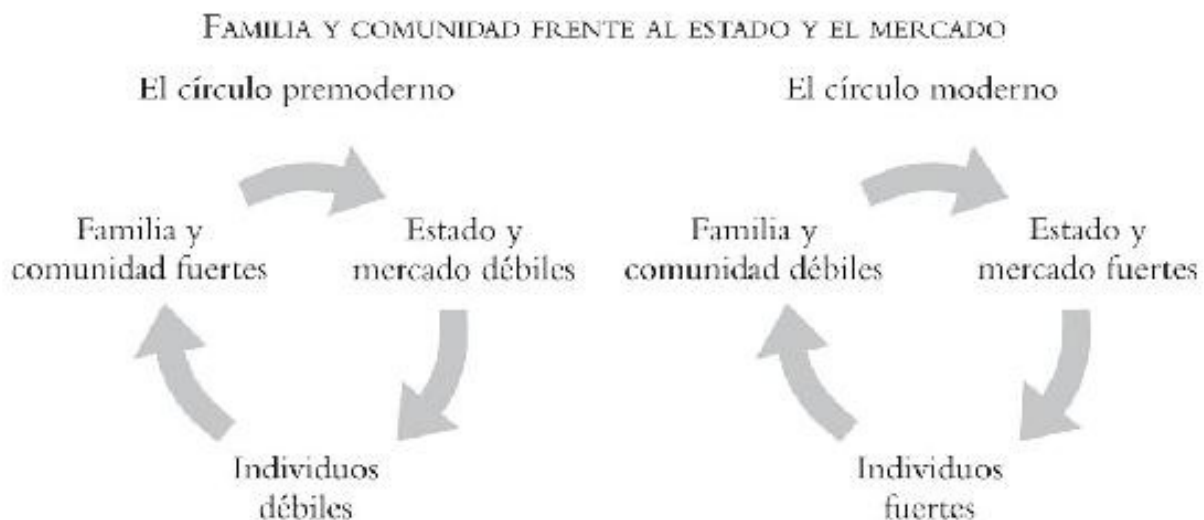 FAMILIA Y COMUNIDAD FRENTE AL ESTADO Y EL MERCADO
El círculo premoderno
El círculo moderno
Familia y
comunidad fuertes
Estado y
mercado débiles
Individuos
débiles
Familia y
comunidad débiles
Estado y
mercado fuertes
Individuos
fuertes